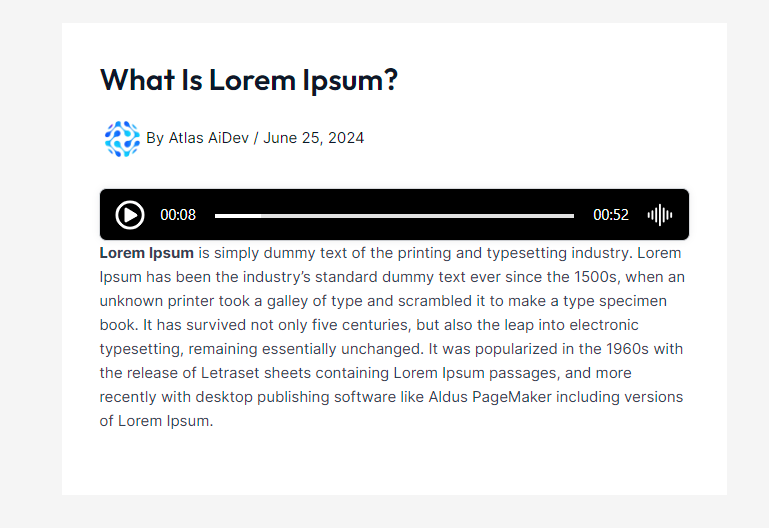 What Is Lorem Ipsum?
By Atlas AiDev / June 25, 2024
00:08 00:52
Lorem Ipsum is simply dummy text of the printing and typesetting industry. Lorem
Ipsum has been the industry’s standard dummy text ever since the 1500s, when an
unknown printer took a galley of type and scrambled it to make a type specimen
book. It has survived not only five centuries, but also the leap into electronic
typesetting, remaining essentially unchanged. It was popularized in the 1960s with
the release of Letraset sheets containing Lorem Ipsum passages, and more
recently with desktop publishing software like Aldus PageMaker including versions
of Lorem Ipsum.